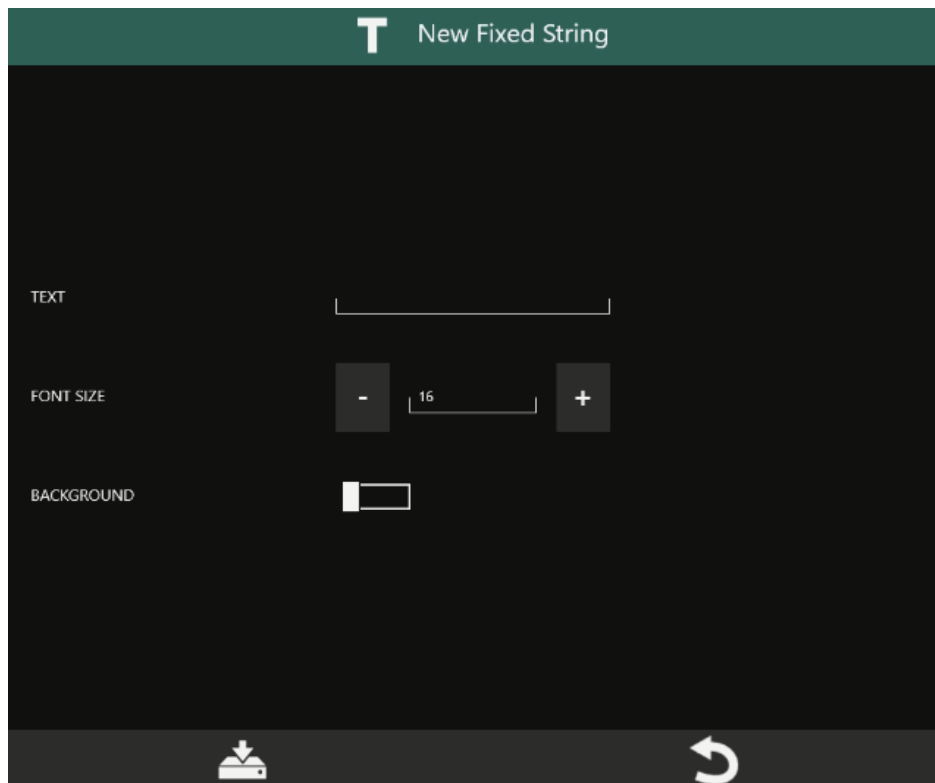 T New Fixed String
TEXT
FONT SIZE - 16 +
BACKGROUND